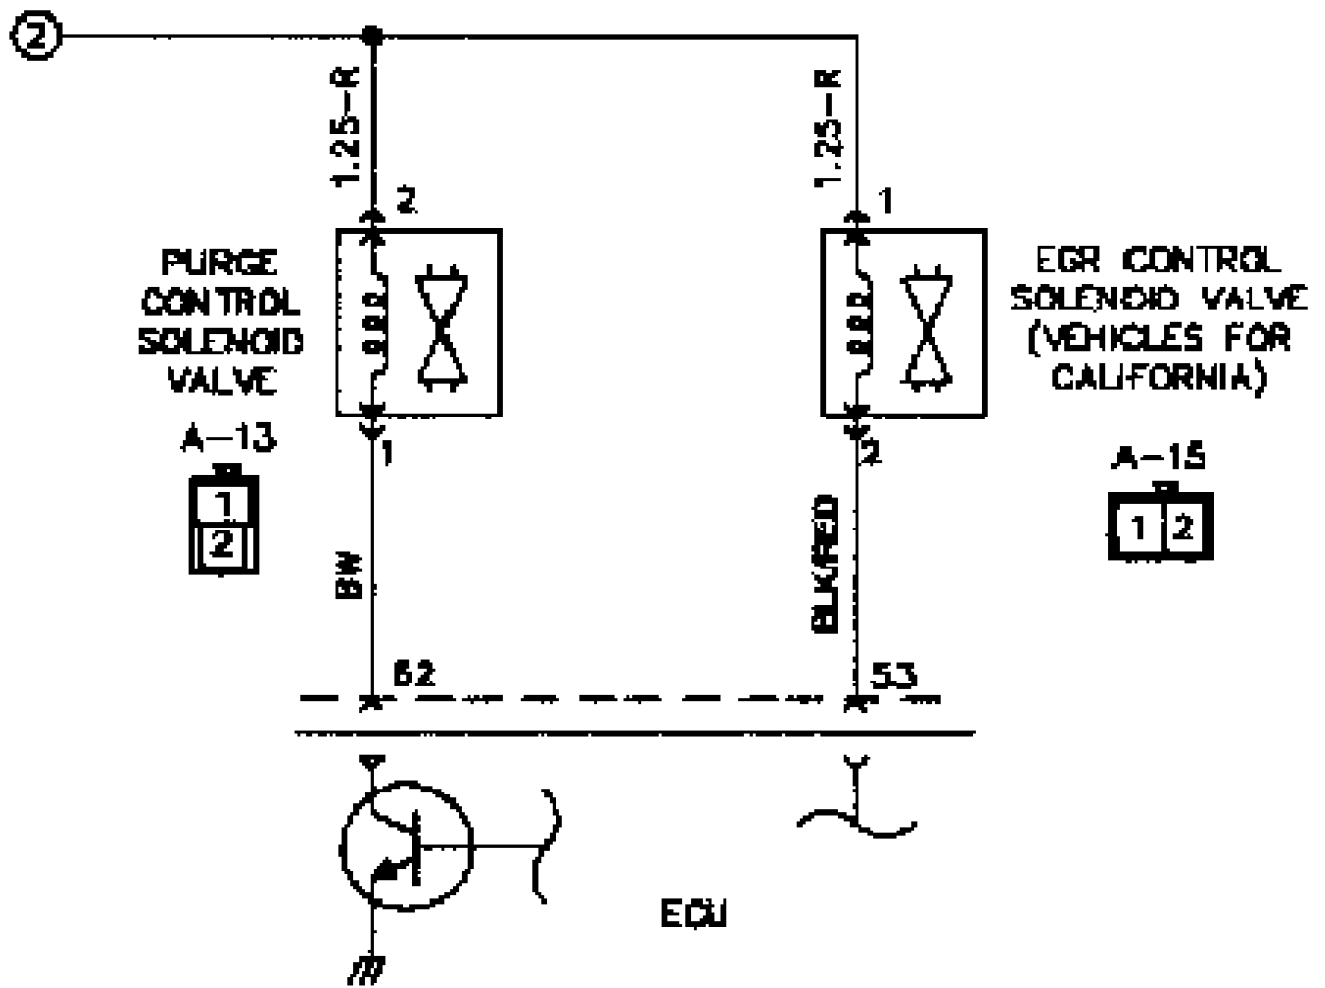 2
1.25-R
1.25-R
2
1
PURGE
CONTROL
SOLENOID
VALVE
EGR CONTROL
SOLENOID VALVE
(VEHICLES FOR
CALIFORNIA)
A-13
1
2
1
2
A-15
1 2
BW
BLK/RED
62
53
ECU